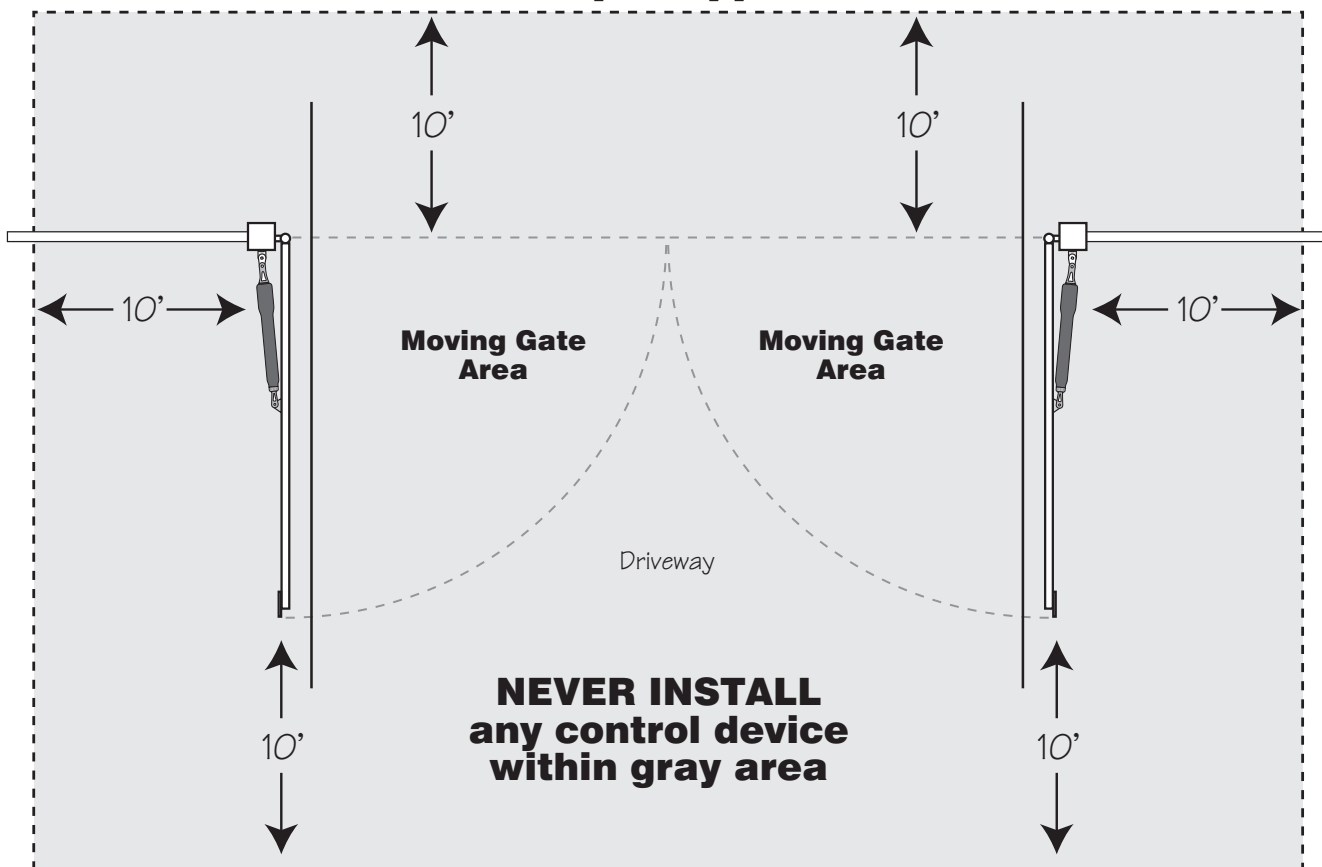 10’
10’
10’
10’
Moving Gate
Area
Moving Gate
Area
Driveway
NEVER INSTALL
any control device
within gray area
10’
10’